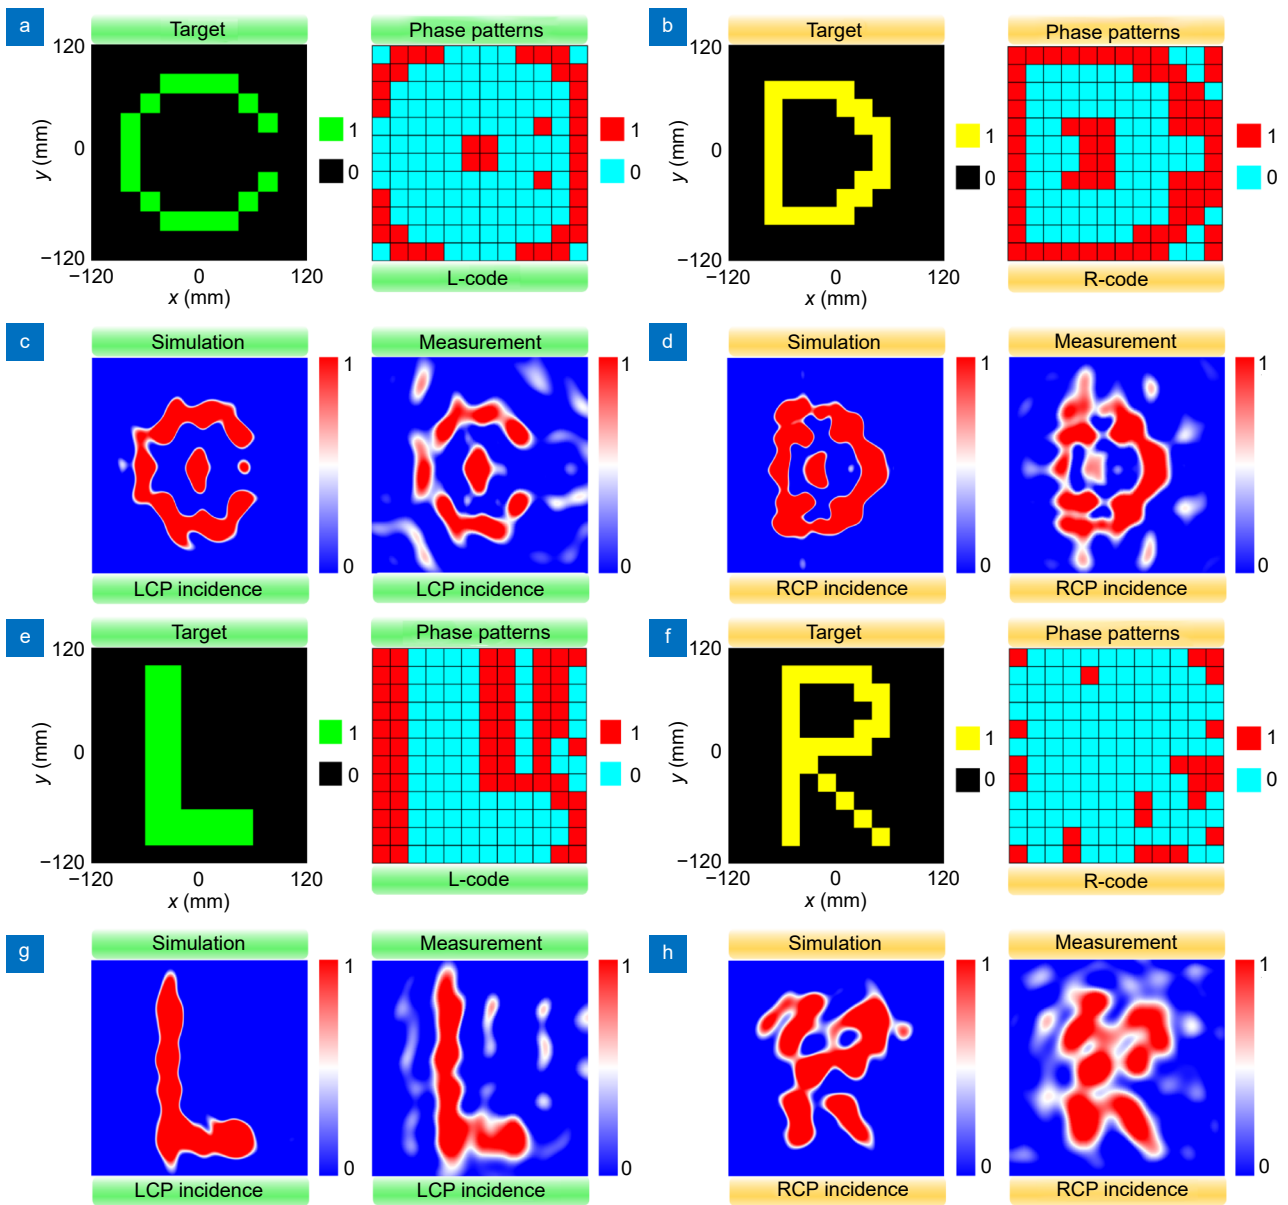 a
Target
Phase patterns
120
0
−120
y (mm)
−120
0
120
x (mm)
1
0
1
0
L-code
b
Target
Phase patterns
120
0
−120
y (mm)
−120
0
120
x (mm)
1
0
1
0
R-code
c
Simulation
Measurement
1
0
1
0
LCP incidence
LCP incidence
d
Simulation
Measurement
1
0
1
0
RCP incidence
RCP incidence
e
Target
Phase patterns
120
0
−120
y (mm)
−120
0
120
x (mm)
1
0
1
0
L-code
f
Target
Phase patterns
120
0
−120
y (mm)
−120
0
120
x (mm)
1
0
1
0
R-code
g
Simulation
Measurement
1
0
1
0
LCP incidence
LCP incidence
h
Simulation
Measurement
1
0
1
0
RCP incidence
RCP incidence